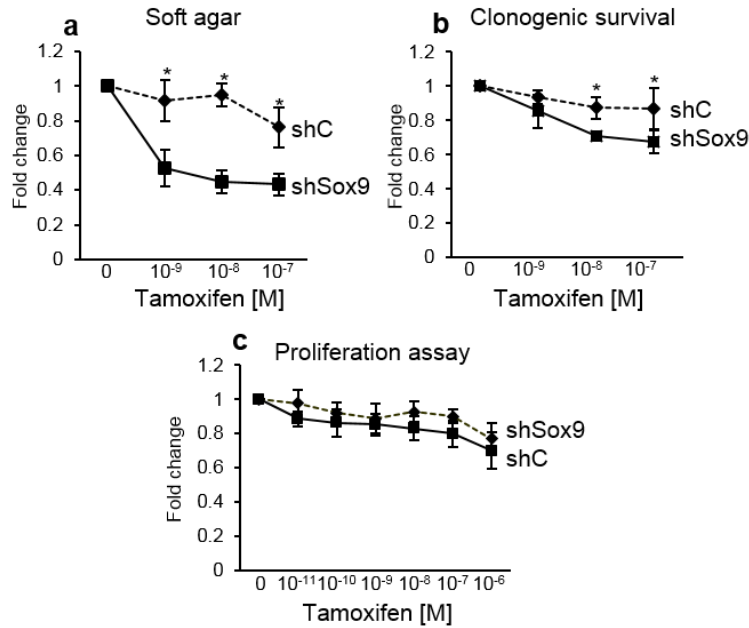 a Soft agar
1.2
1
0.8
0.6
0.4
0.2
0
Fold change
* * *
shC
shSox9
0 10⁻⁹ 10⁻⁸ 10⁻⁷
Tamoxifen [M]
b Clonogenic survival
1.2
1
0.8
0.6
0.4
0.2
0
Fold change
* *
shC
shSox9
0 10⁻⁹ 10⁻⁸ 10⁻⁷
Tamoxifen [M]
c Proliferation assay
1.2
1
0.8
0.6
0.4
0.2
0
Fold change
shSox9
shC
0 10⁻¹¹ 10⁻¹⁰ 10⁻⁹ 10⁻⁸ 10⁻⁷ 10⁻⁶
Tamoxifen [M]